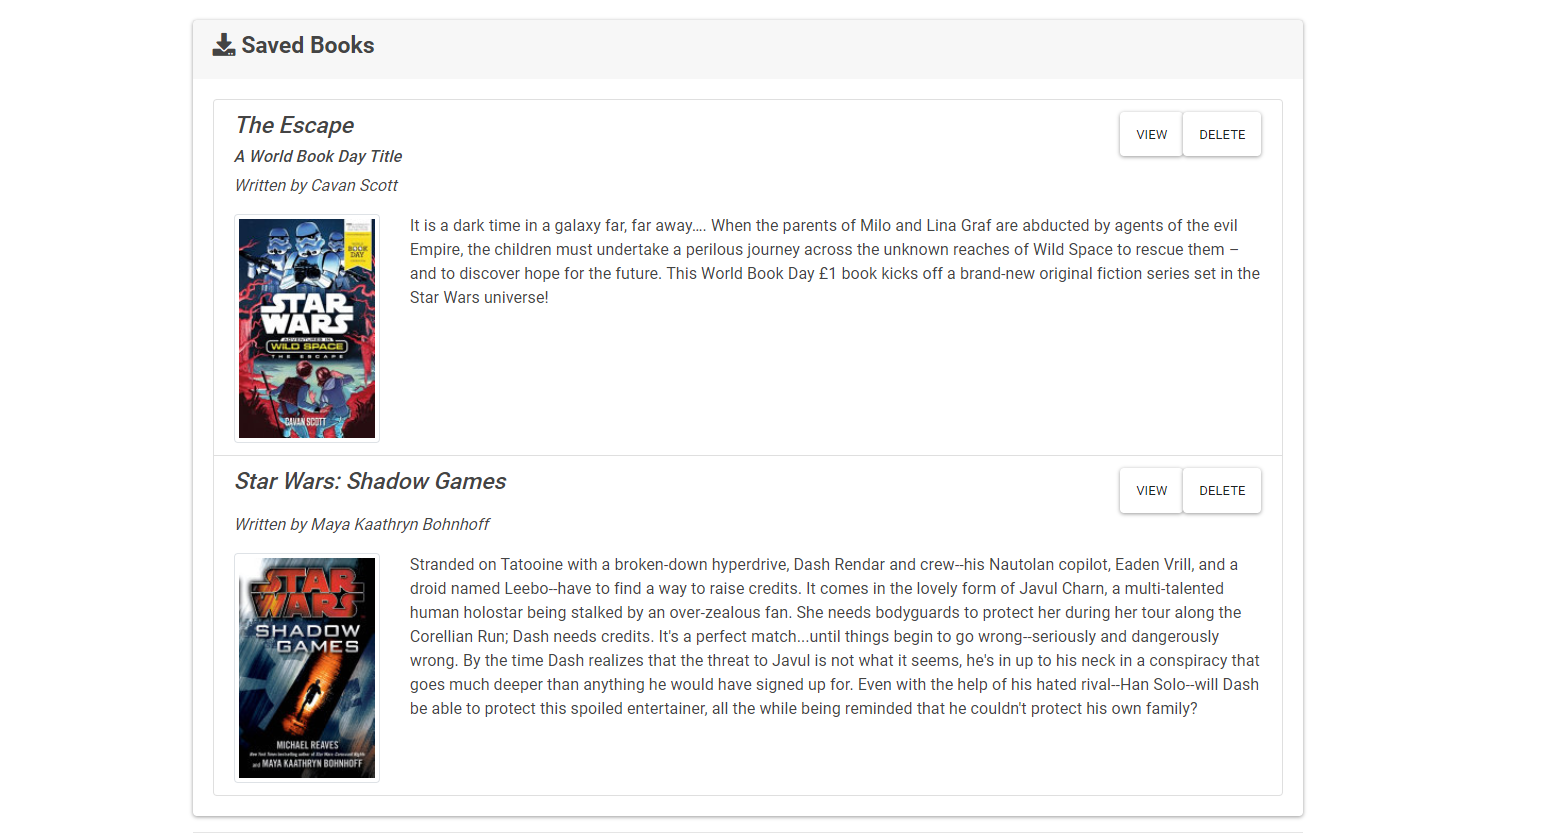 Saved Books
The Escape
VIEW
DELETE
A World Book Day Title
Written by Cavan Scott
BOOK
DAY
STAR
WARS
ADVENTURES IN
WILD SPACE
THE ESCAPE
CAVAN SCOTT
It is a dark time in a galaxy far, far away.... When the parents of Milo and Lina Graf are abducted by agents of the evil
Empire, the children must undertake a perilous journey across the unknown reaches of Wild Space to rescue them –
and to discover hope for the future. This World Book Day £1 book kicks off a brand-new original fiction series set in the
Star Wars universe!
Star Wars: Shadow Games
VIEW
DELETE
Written by Maya Kaathryn Bohnhoff
STAR
WARS
SHADOW
GAMES
MICHAEL REAVES
and MAYA KAATHRYN BOHNHOFF
Stranded on Tatooine with a broken-down hyperdrive, Dash Rendar and crew--his Nautolan copilot, Eaden Vrill, and a
droid named Leebo--have to find a way to raise credits. It comes in the lovely form of Javul Charn, a multi-talented
human holostar being stalked by an over-zealous fan. She needs bodyguards to protect her during her tour along the
Corellian Run; Dash needs credits. It's a perfect match...until things begin to go wrong--seriously and dangerously
wrong. By the time Dash realizes that the threat to Javul is not what it seems, he's in up to his neck in a conspiracy that
goes much deeper than anything he would have signed up for. Even with the help of his hated rival--Han Solo--will Dash
be able to protect this spoiled entertainer, all the while being reminded that he couldn't protect his own family?